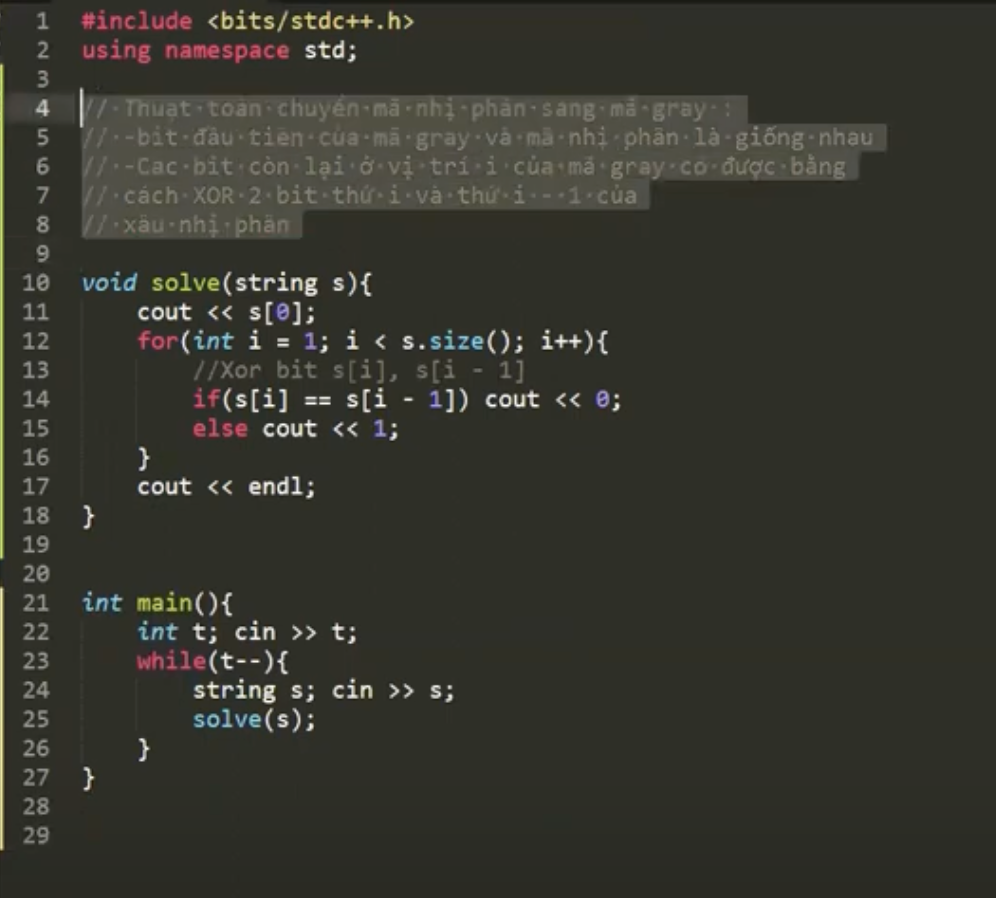 1 #include <bits/stdc++.h>
2 using namespace std;
3
4 // Thuật toán chuyển mã nhị phân sang mã gray :
5 // -bit đầu tiên của mã gray và mã nhị phân là giống nhau
6 // -Các bit còn lại ở vị trí i của mã gray có được bằng
7 // cách XOR 2 bit thứ i và thứ i - 1 của
8 // xâu nhị phân
9
10 void solve(string s){
11 cout << s[0];
12 for(int i = 1; i < s.size(); i++){
13 //Xor bit s[i], s[i - 1]
14 if(s[i] == s[i - 1]) cout << 0;
15 else cout << 1;
16 }
17 cout << endl;
18 }
19
20
21 int main(){
22 int t; cin >> t;
23 while(t--){
24 string s; cin >> s;
25 solve(s);
26 }
27 }
28
29